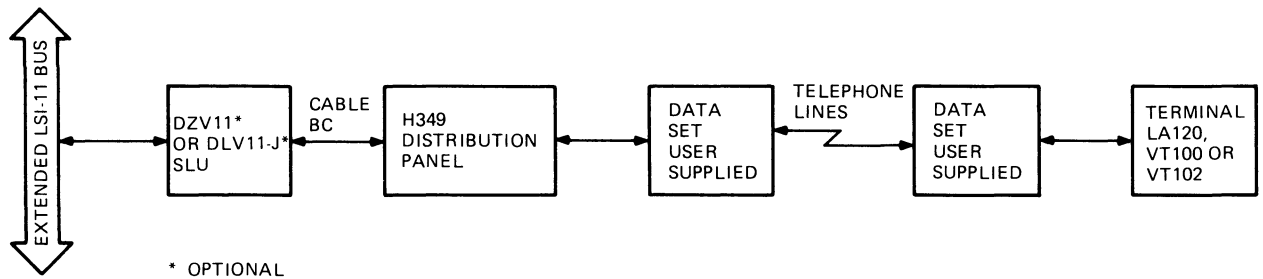 EXTENDED LSI-11 BUS
DZV11*
OR DLV11-J*
SLU
CABLE
BC
H349
DISTRIBUTION
PANEL
DATA
SET
USER
SUPPLIED
TELEPHONE
LINES
DATA
SET
USER
SUPPLIED
TERMINAL
LA120,
VT100 OR
VT102
* OPTIONAL